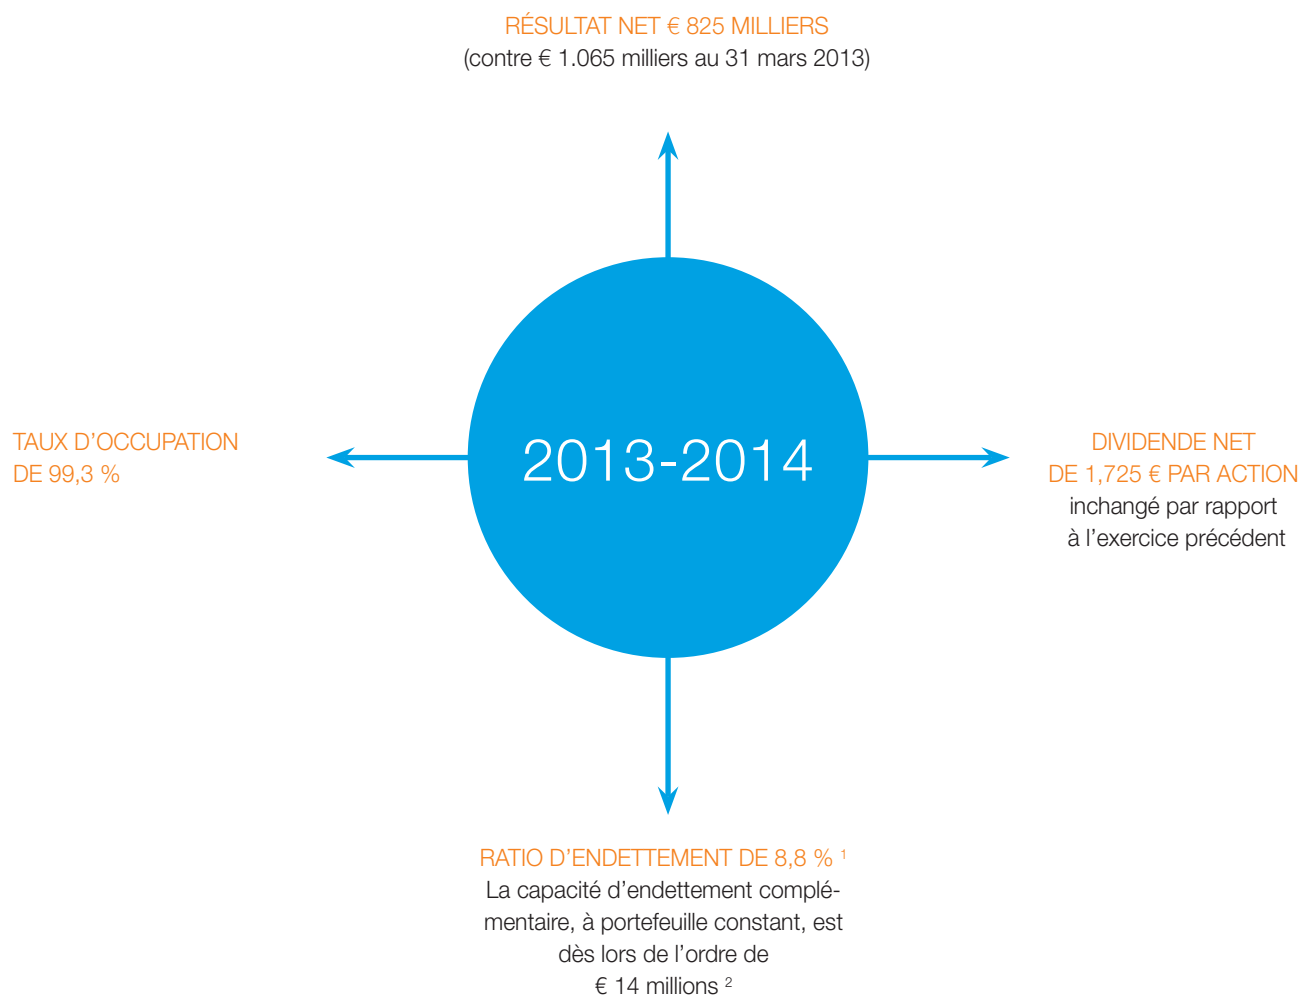 RÉSULTAT NET € 825 MILLIERS
(contre € 1.065 milliers au 31 mars 2013)
TAUX D’OCCUPATION
DE 99,3 %
2013-2014
DIVIDENDE NET
DE 1,725 € PAR ACTION
inchangé par rapport
à l’exercice précédent
RATIO D’ENDETTEMENT DE 8,8 % ¹
La capacité d’endettement complé-
mentaire, à portefeuille constant, est
dès lors de l’ordre de
€ 14 millions ²